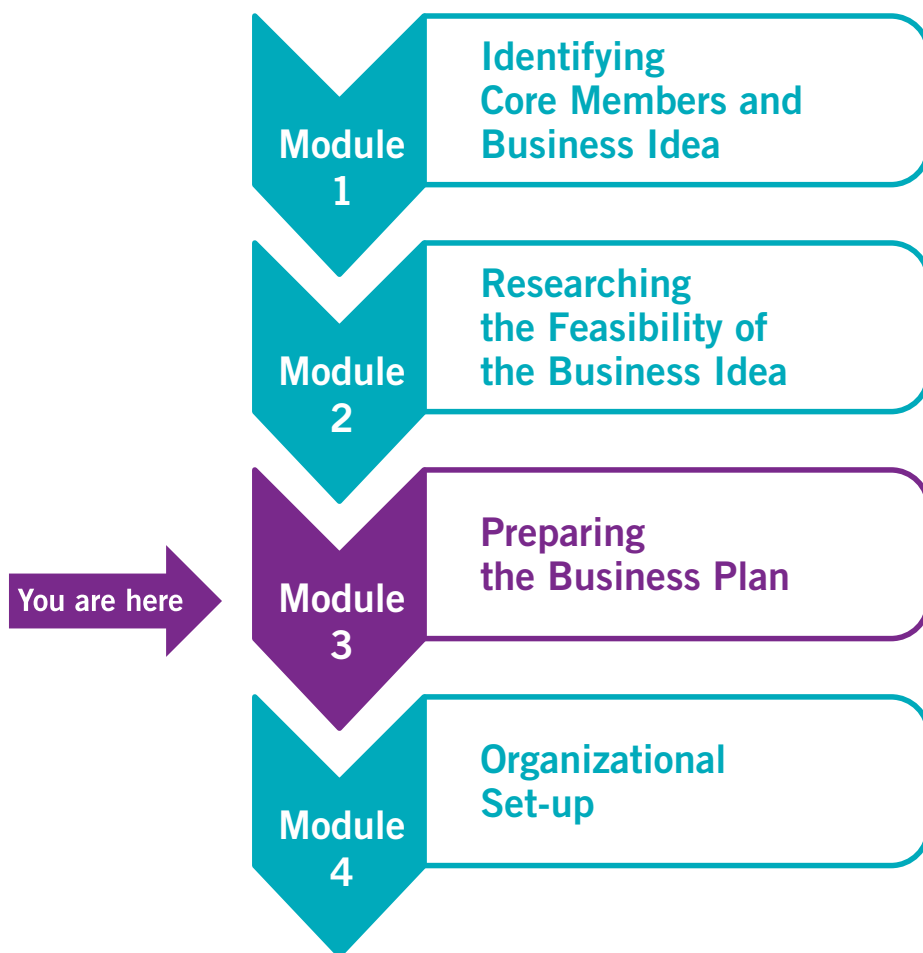 Module
1
Identifying
Core Members and
Business Idea
Module
2
Researching
the Feasibility of
the Business Idea
You are here
Module
3
Preparing
the Business Plan
Module
4
Organizational
Set-up